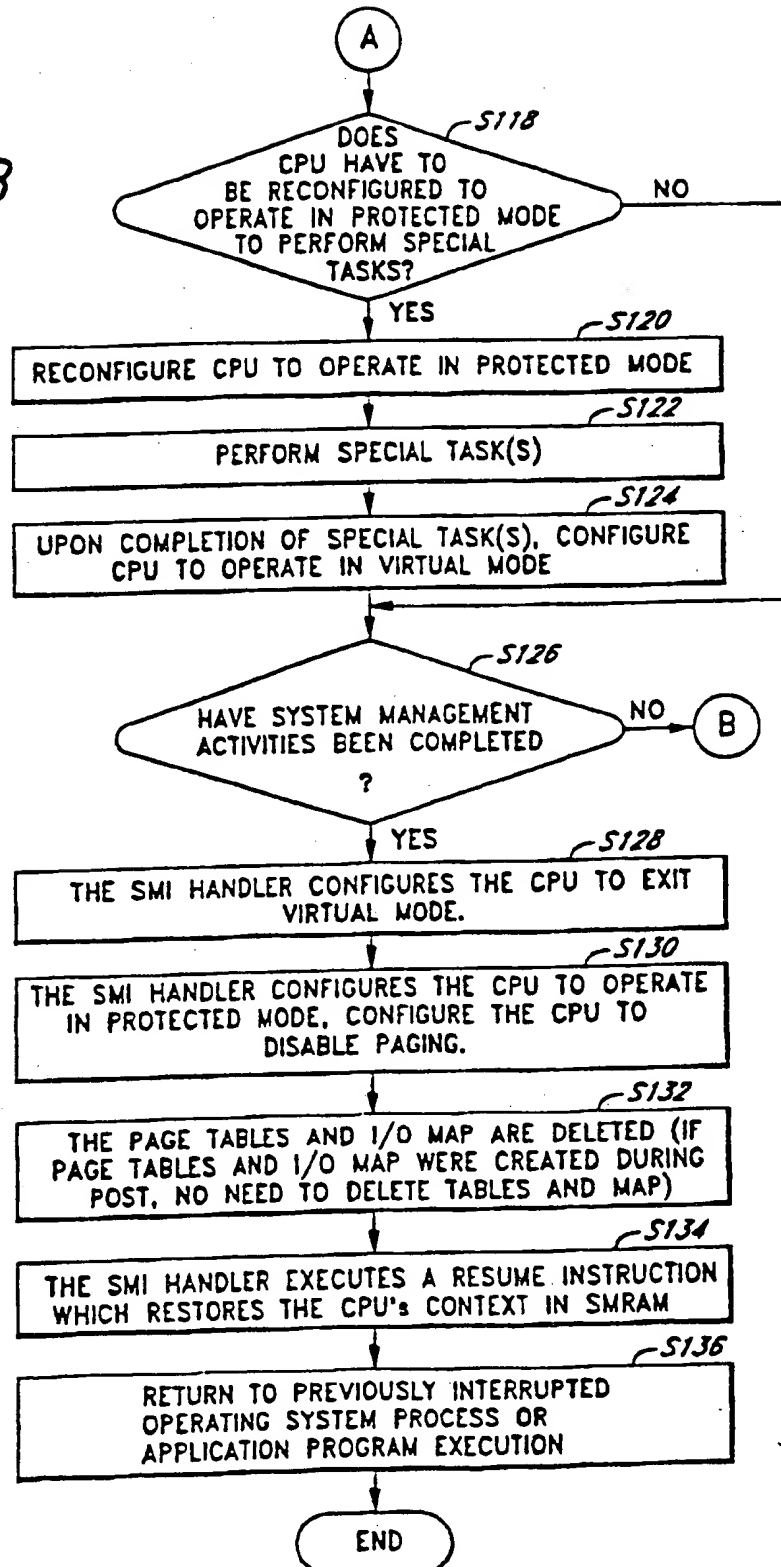 A
S118
DOES
CPU HAVE TO
BE RECONFIGURED TO
OPERATE IN PROTECTED MODE
TO PERFORM SPECIAL
TASKS?
NO
YES
S120
RECONFIGURE CPU TO OPERATE IN PROTECTED MODE
S122
PERFORM SPECIAL TASK(S)
S124
UPON COMPLETION OF SPECIAL TASK(S), CONFIGURE
CPU TO OPERATE IN VIRTUAL MODE
S126
HAVE SYSTEM MANAGEMENT
ACTIVITIES BEEN COMPLETED
?
NO
B
YES
S128
THE SMI HANDLER CONFIGURES THE CPU TO EXIT
VIRTUAL MODE.
S130
THE SMI HANDLER CONFIGURES THE CPU TO OPERATE
IN PROTECTED MODE, CONFIGURE THE CPU TO
DISABLE PAGING.
S132
THE PAGE TABLES AND I/O MAP ARE DELETED (IF
PAGE TABLES AND I/O MAP WERE CREATED DURING
POST, NO NEED TO DELETE TABLES AND MAP)
S134
THE SMI HANDLER EXECUTES A RESUME INSTRUCTION
WHICH RESTORES THE CPU's CONTEXT IN SMRAM
S136
RETURN TO PREVIOUSLY INTERRUPTED
OPERATING SYSTEM PROCESS OR
APPLICATION PROGRAM EXECUTION
END